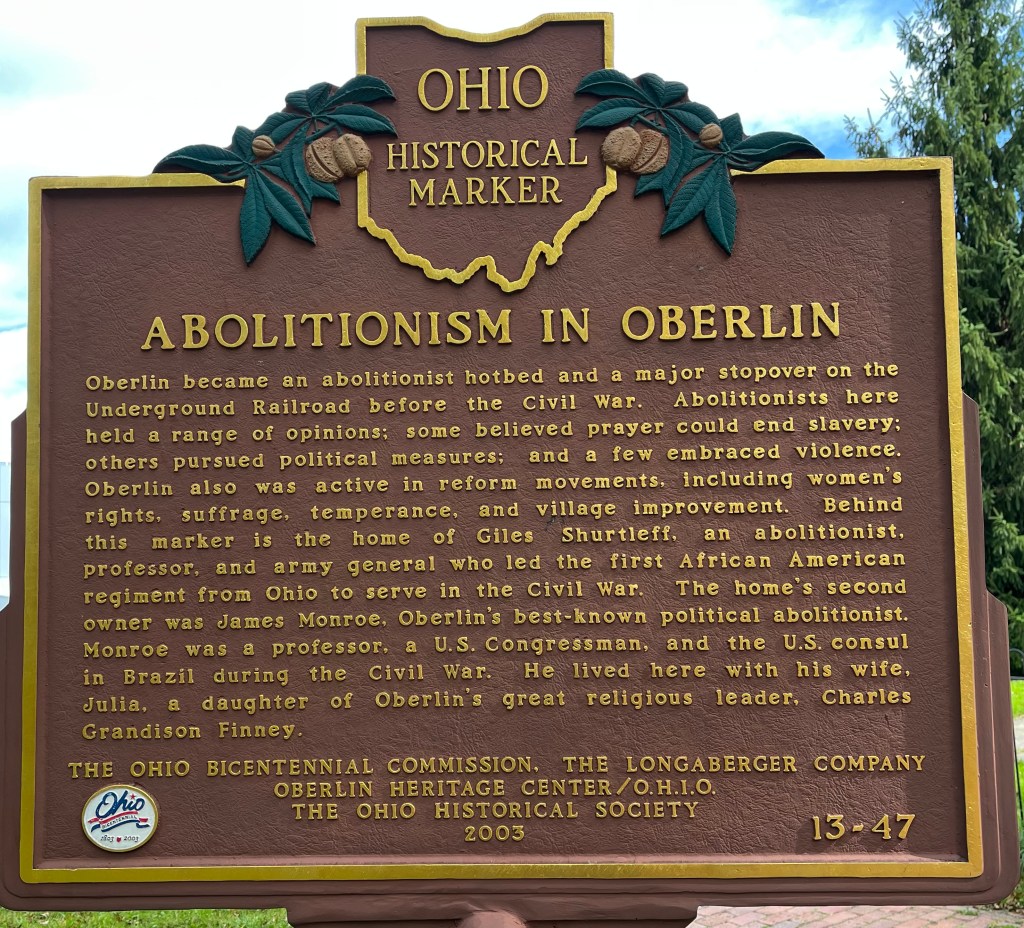 OHIO
HISTORICAL
MARKER
ABOLITIONISM IN OBERLIN
Oberlin became an abolitionist hotbed and a major stopover on the
Underground Railroad before the Civil War. Abolitionists here
held a range of opinions; some believed prayer could end slavery;
others pursued political measures; and a few embraced violence.
Oberlin also was active in reform movements, including women's
rights, suffrage, temperance, and village improvement. Behind
this marker is the home of Giles Shurtleff, an abolitionist,
professor, and army general who led the first African American
regiment from Ohio to serve in the Civil War. The home's second
owner was James Monroe, Oberlin's best-known political abolitionist.
Monroe was a professor, a U.S. Congressman, and the U.S. consul
in Brazil during the Civil War. He lived here with his wife,
Julia, a daughter of Oberlin's great religious leader, Charles
Grandison Finney.
THE OHIO BICENTENNIAL COMMISSION, THE LONGABERGER COMPANY
OBERLIN HERITAGE CENTER/O.H.I.O.
THE OHIO HISTORICAL SOCIETY
2003
13-47
Ohio
BICENTENNIAL
1803 2003